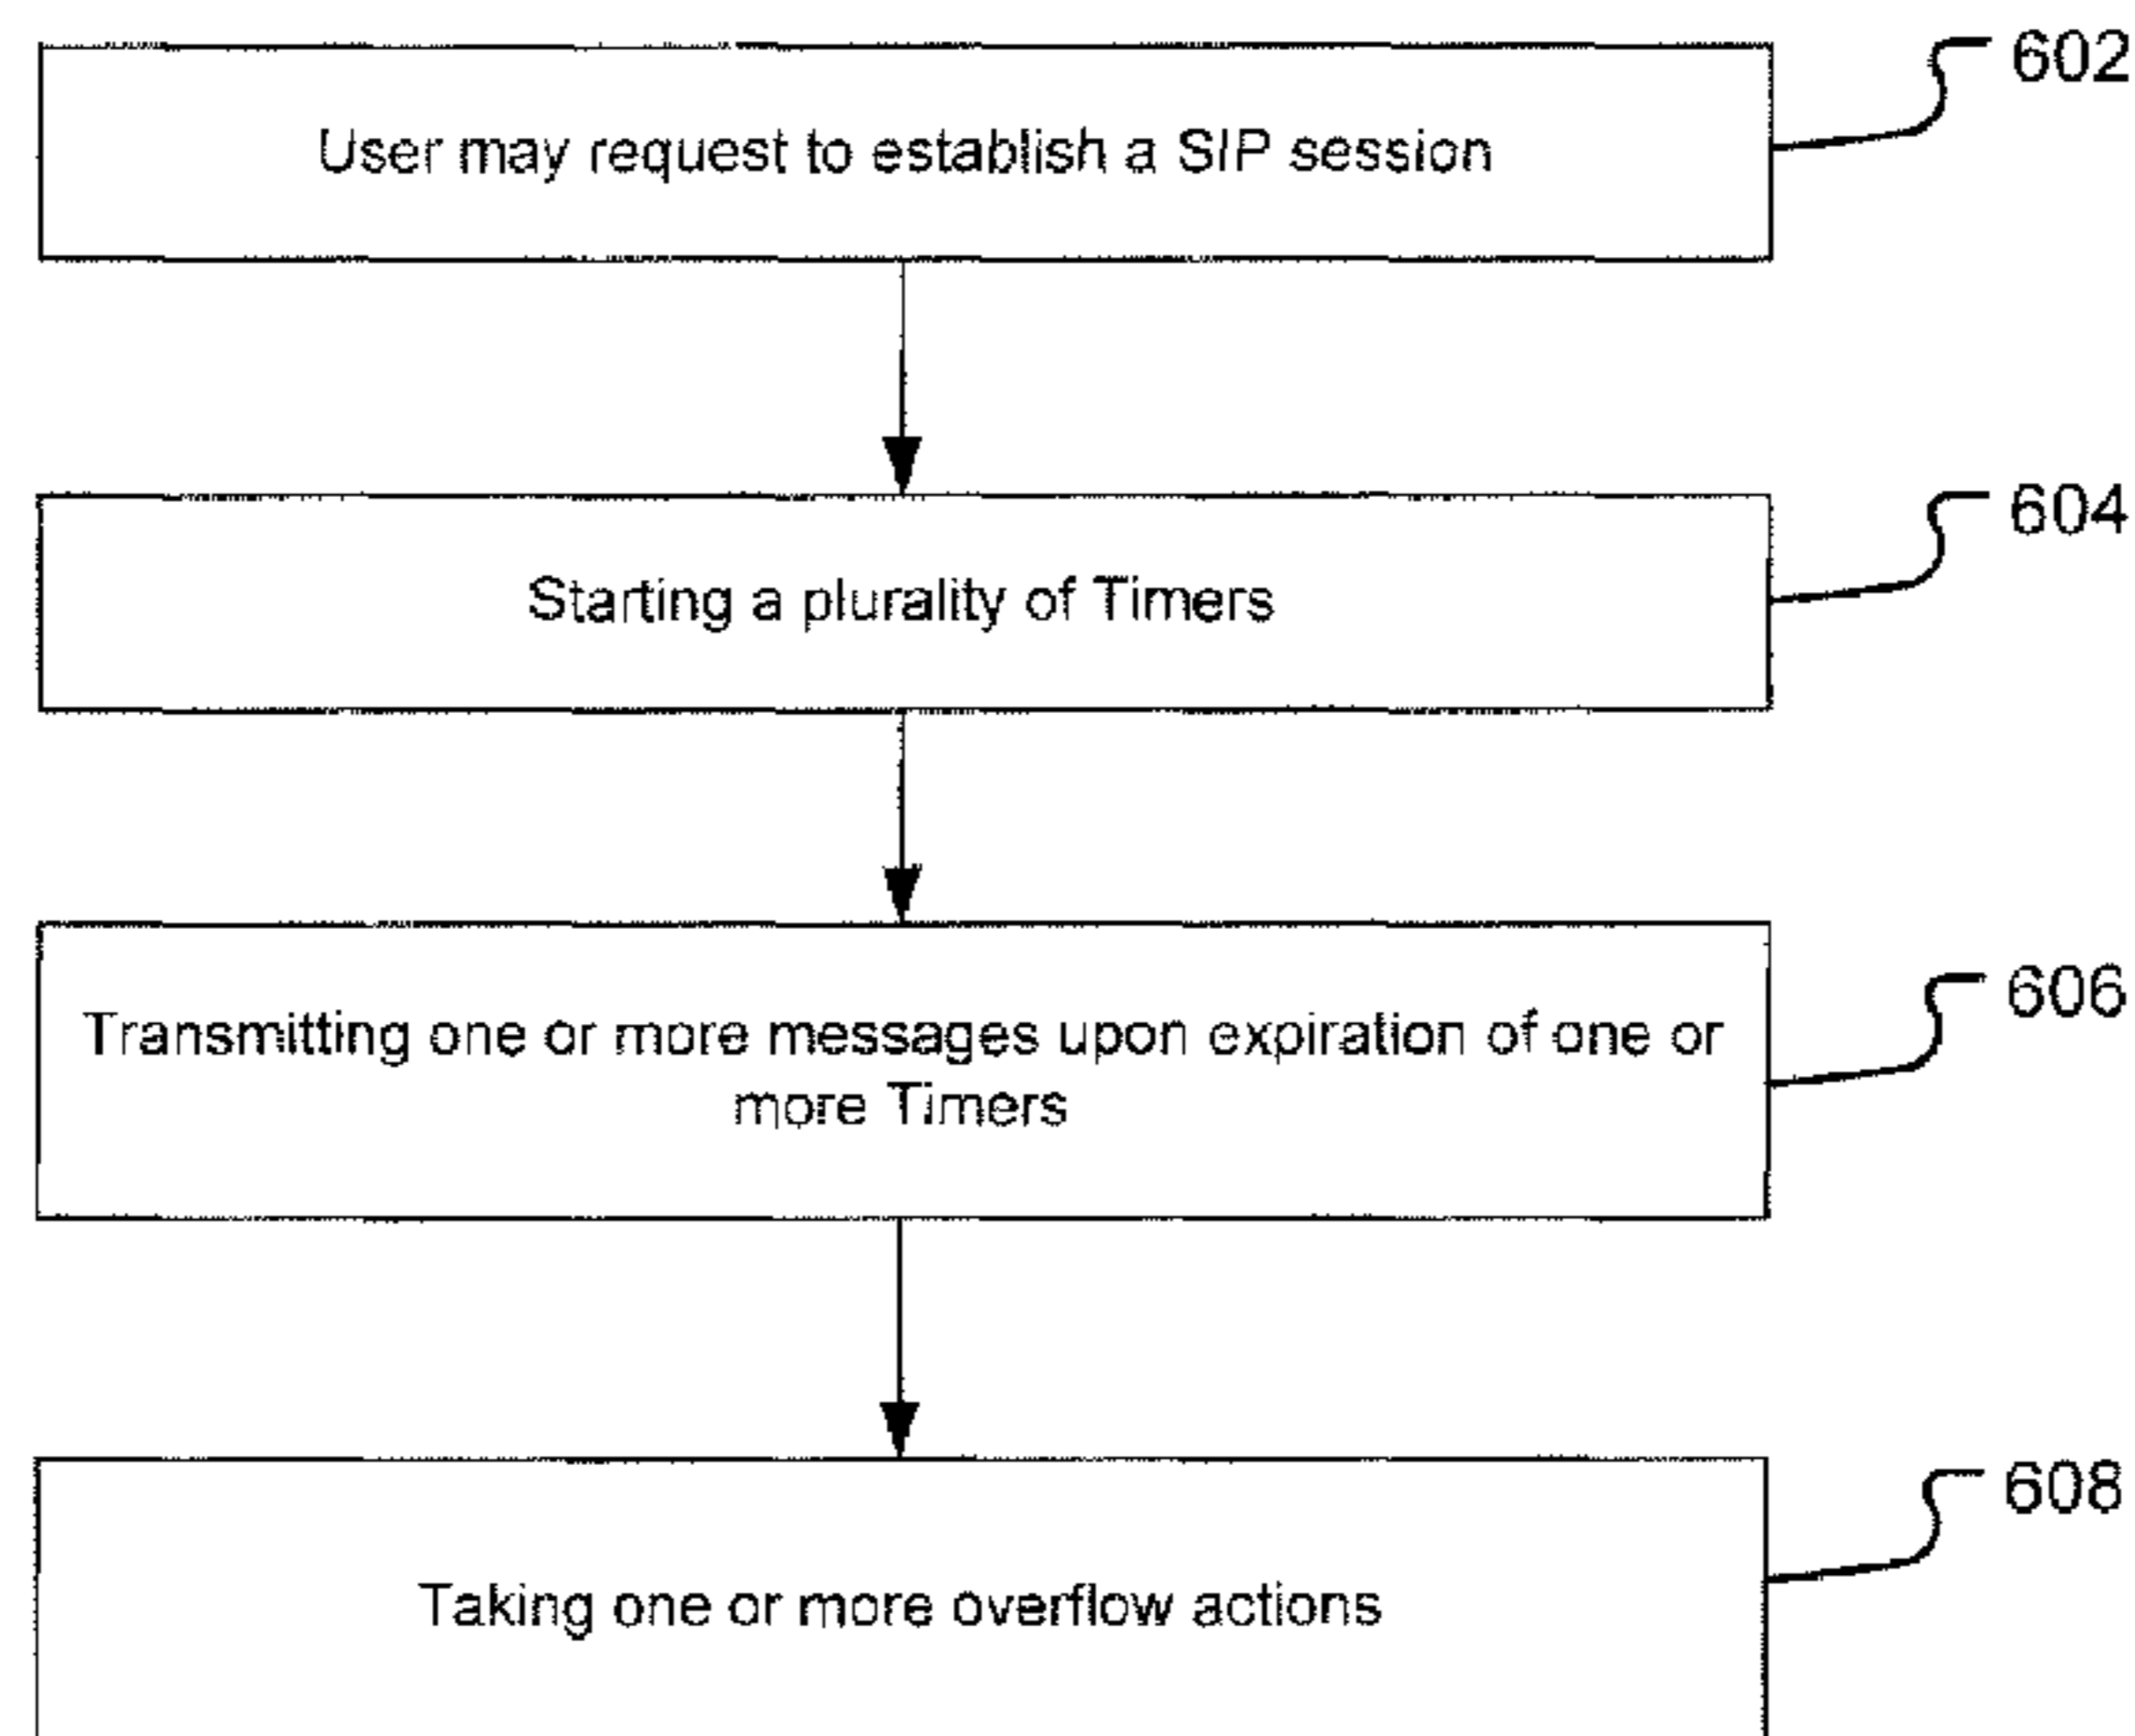 602
User may request to establish a SIP session
604
Starting a plurality of Timers
606
Transmitting one or more messages upon expiration of one or
more Timers
608
Taking one or more overflow actions